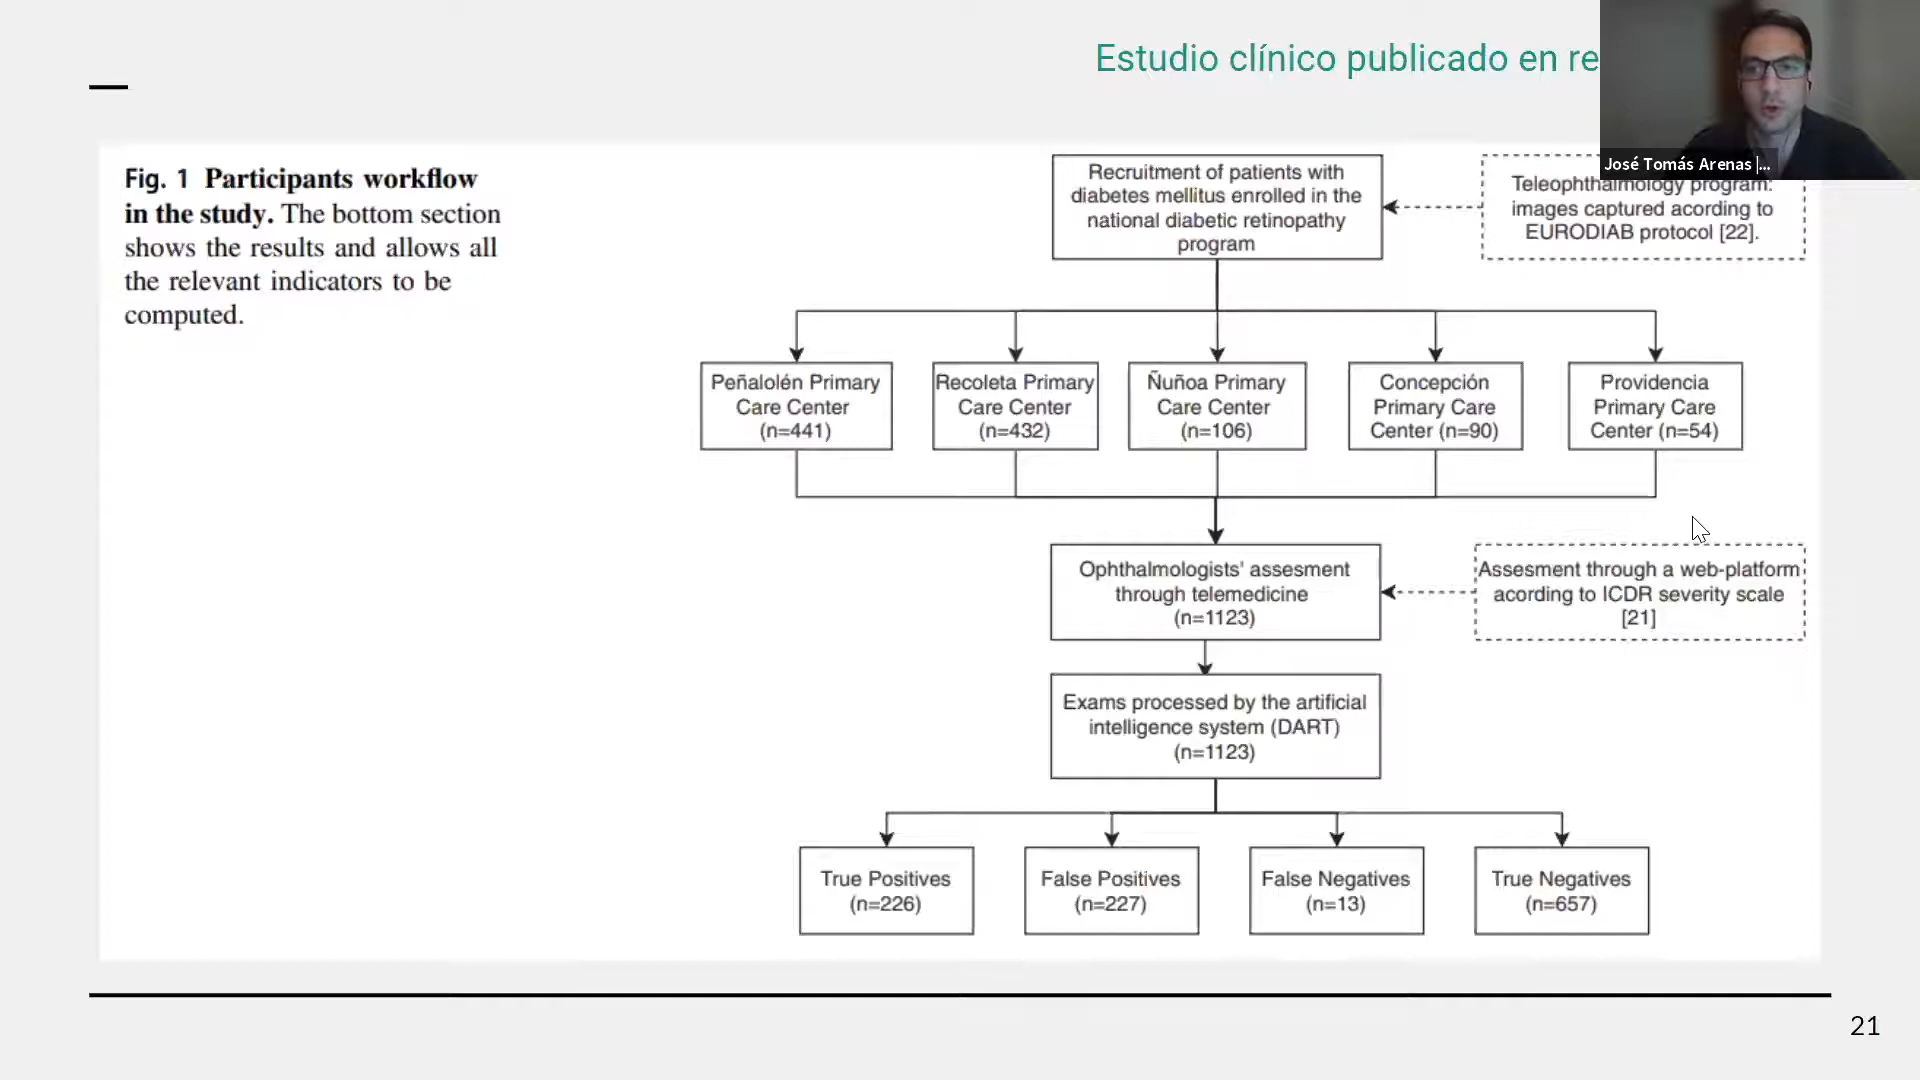 Estudio clínico publicado en re
José Tomás Arenas |...
Fig. 1 Participants workflow
in the study. The bottom section
shows the results and allows all
the relevant indicators to be
computed.
Recruitment of patients with
diabetes mellitus enrolled in the
national diabetic retinopathy
program
Teleophthalmology program:
images captured acording to
EURODIAB protocol [22].
Peñalolén Primary
Care Center
(n=441)
Recoleta Primary
Care Center
(n=432)
Ñuñoa Primary
Care Center
(n=106)
Concepción
Primary Care
Center (n=90)
Providencia
Primary Care
Center (n=54)
Ophthalmologists' assesment
through telemedicine
(n=1123)
Assesment through a web-platform
acording to ICDR severity scale
[21]
Exams processed by the artificial
intelligence system (DART)
(n=1123)
True Positives
(n=226)
False Positives
(n=227)
False Negatives
(n=13)
True Negatives
(n=657)
21